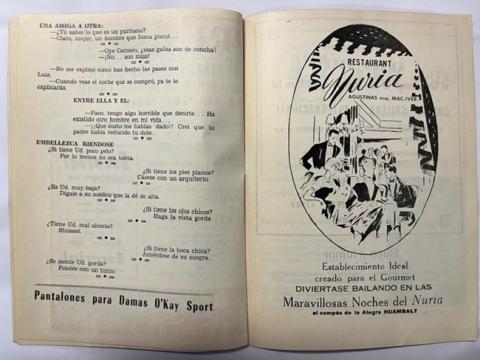 UNA AMIGA A OTRA:
—¿Tú sabes lo que es un puritano?
—Claro, mujer, un hombre que fuma puros...
—Oye Carmen, ¿esas gafas son de concha?
—¡No... son mías!
—No me explico como has hecho las paces con
Luis.
—Cuando veas el coche que se compró, ya te lo
explicarás
ENTRE ELLA Y EL:
—Paco, tengo algo horrible que decirte... Ha
existido otro hombre en mi vida...
—¡¡Que susto me hablas dado!! Creí que tu
padre había reducido tu dote.
EMBELLEZCA RIENDOSE
¿Si tiene Ud. poco pelo?
Por lo menos no sea tonta.
¿Si tiene los pies planos?
Cásese con un arquitecto
¿Es Ud. muy baja?
Dígale a su médico que la dé de alta.
¿Si tiene los ojos chicos?
Haga la vista gorda
¿Tiene Ud. mal aliento?
¿Si tiene la boca chica?
Acuérdese de su suegra.
¿Se siente Ud. gorda?
Pololée con un turco
Pantalones para Damas O'Kay Sport
RESTAURANT
Nuria
AGUSTINAS esq. MAC-IVER
Establecimiento Ideal
creado para el Gourmet
DIVIERTASE BAILANDO EN LAS
Maravillosas Noches del Nuria
al compás de la Alegre HUAMBALY